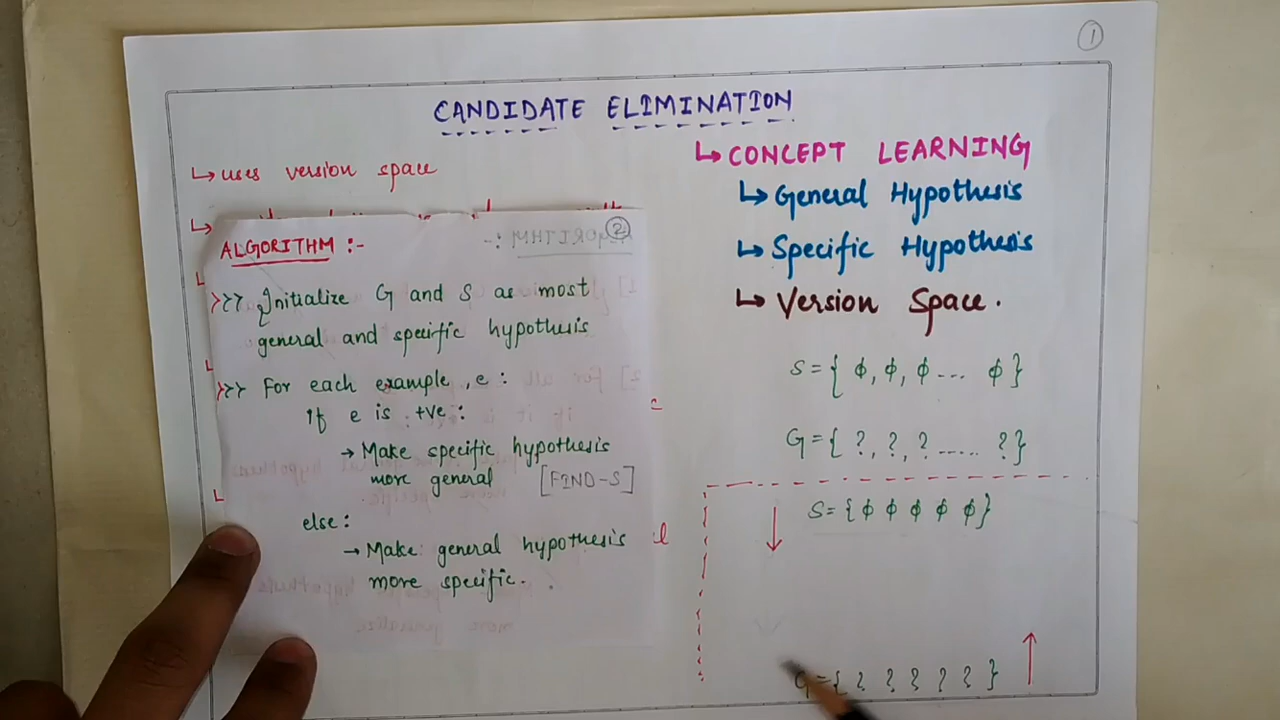 ①
CANDIDATE ELIMINATION
↳ uses version space
↳ CONCEPT LEARNING
↳ General Hypothesis
↳ Specific Hypothesis
↳ Version Space.
②
ALGORITHM :-
>>> Initialize G and S as most
general and specific hypothesis
>>> For each example, e :
If e is +ve :
→ Make specific hypothesis
more general [FIND-S]
else :
→ Make general hypothesis
more specific.
S = { ϕ, ϕ, ϕ ... ϕ }
G = { ?, ?, ? ..... ? }
S = { ϕ ϕ ϕ ϕ ϕ }
G = { ? ? ? ? ? }